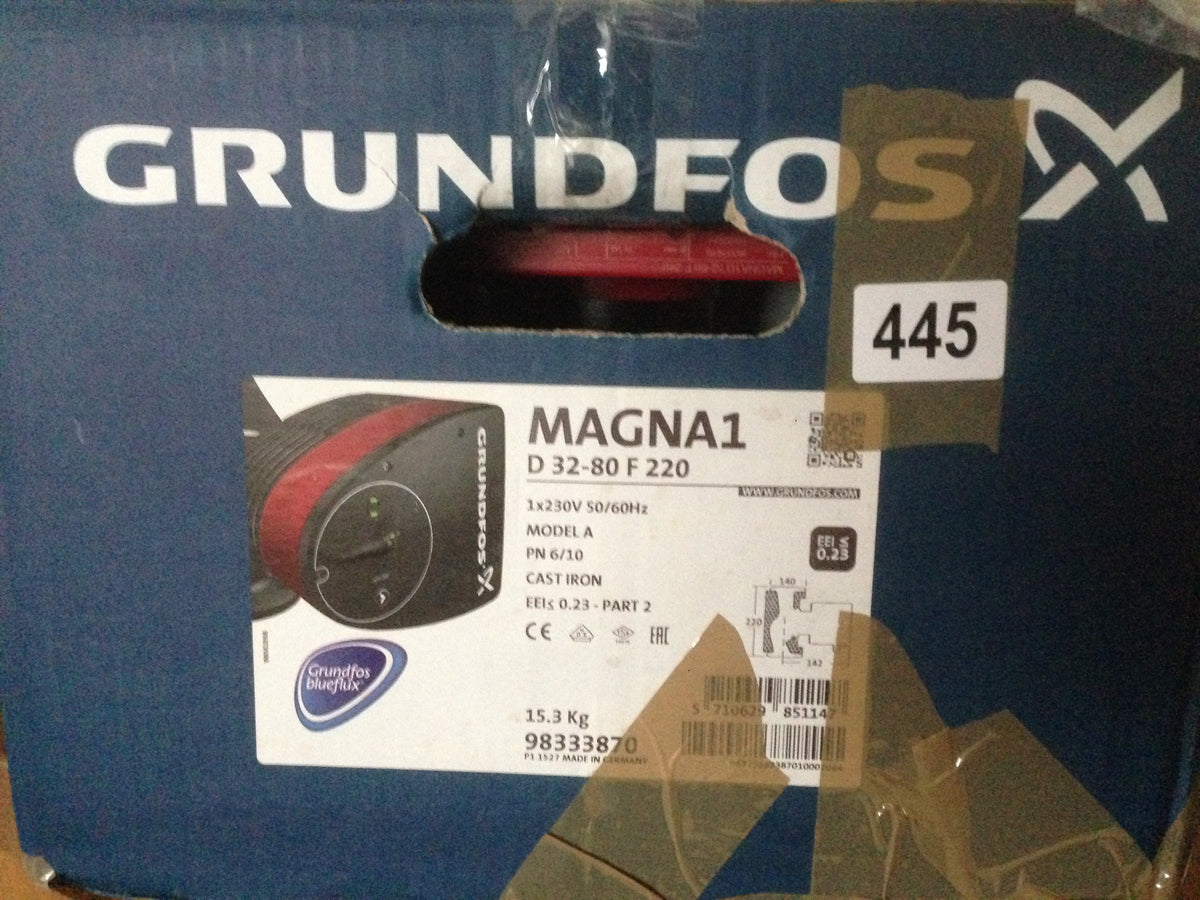 GRUNDFOS
445
GRUNDFOS
MAGNA1
D 32-80 F 220
WWW.GRUNDFOS.COM
1x230V 50/60Hz
MODEL A
PN 6/10
CAST IRON
EEI≤ 0.23 - PART 2
EEI ≤
0.23
CE
EAC
140
220
142
Grundfos
blueflux
15.3 Kg
98333870
P1 1527 MADE IN GERMANY
5 710629 851147